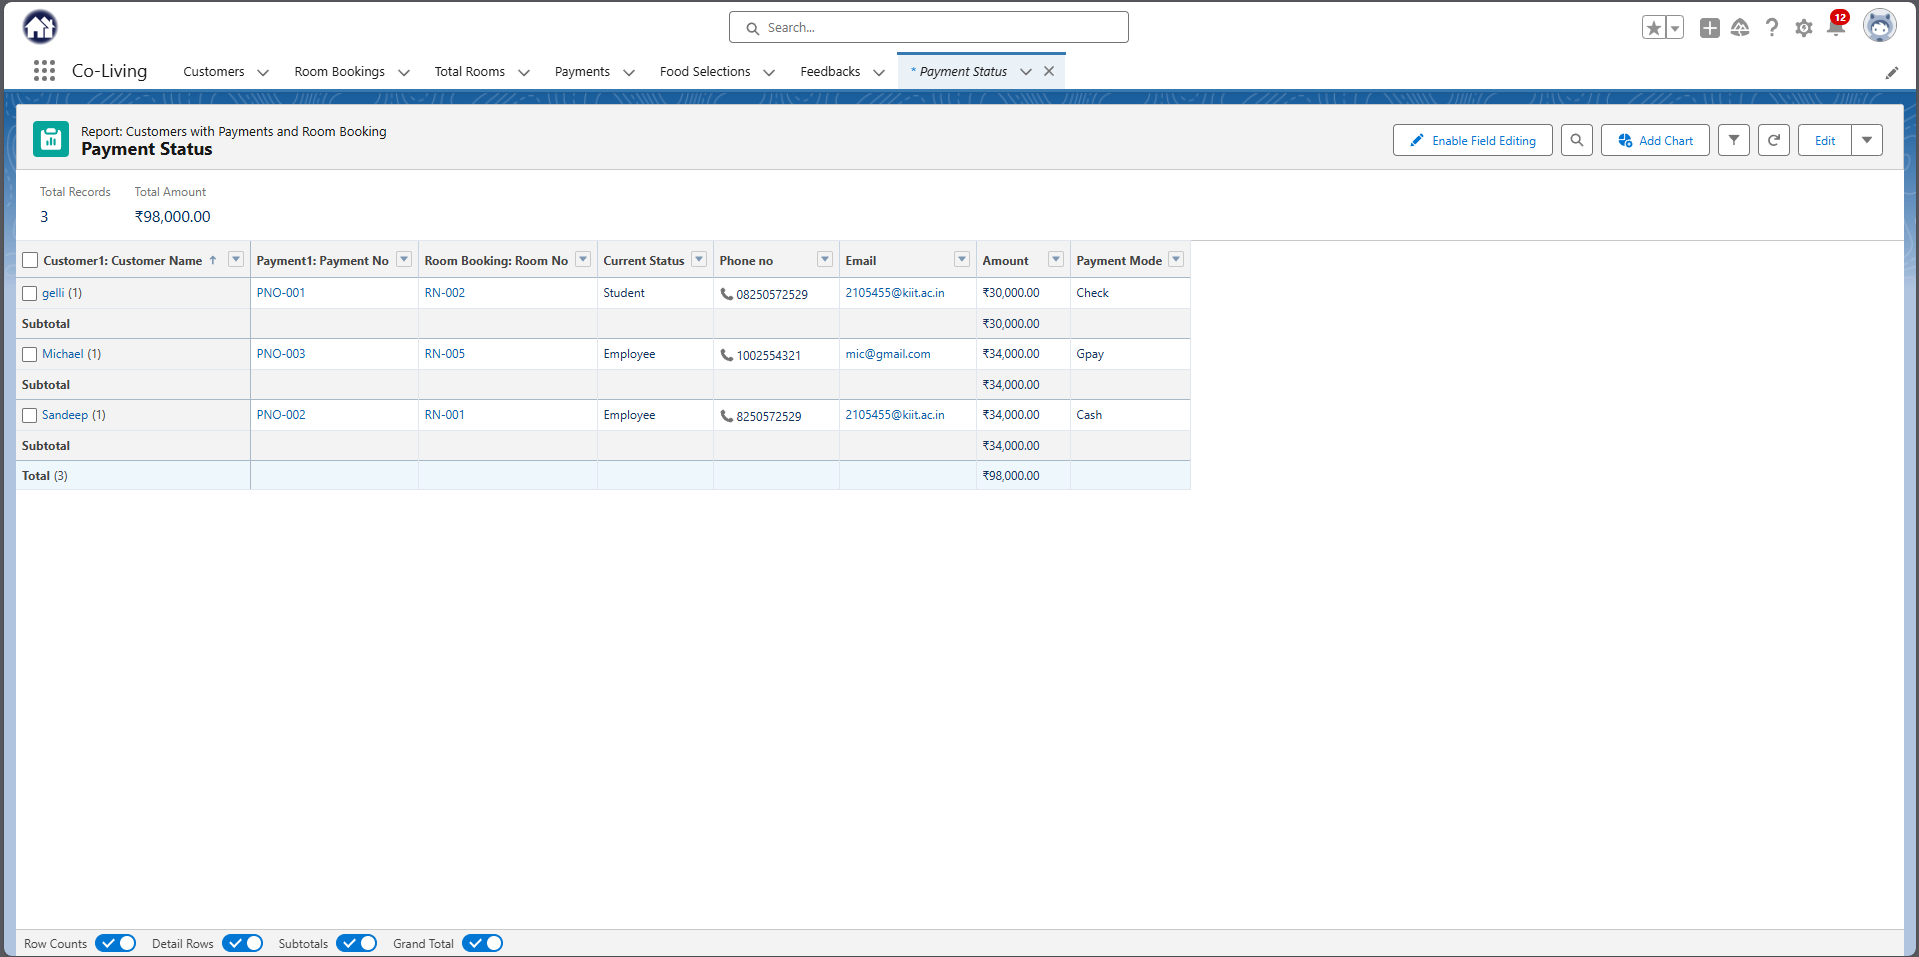 Search...
12
Co-Living
Customers
Room Bookings
Total Rooms
Payments
Food Selections
Feedbacks
* Payment Status
Report: Customers with Payments and Room Booking
Payment Status
Enable Field Editing
Add Chart
Edit
Total Records Total Amount
3 ₹98,000.00
Customer1: Customer Name ↑ Payment1: Payment No Room Booking: Room No Current Status Phone no Email Amount Payment Mode
gelli (1) PNO-001 RN-002 Student 08250572529 2105455@kiit.ac.in ₹30,000.00 Check
Subtotal ₹30,000.00
Michael (1) PNO-003 RN-005 Employee 1002554321 mic@gmail.com ₹34,000.00 Gpay
Subtotal ₹34,000.00
Sandeep (1) PNO-002 RN-001 Employee 8250572529 2105455@kiit.ac.in ₹34,000.00 Cash
Subtotal ₹34,000.00
Total (3) ₹98,000.00
Row Counts Detail Rows Subtotals Grand Total